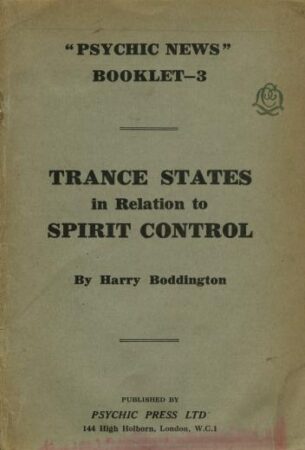 "PSYCHIC NEWS"
BOOKLET—3
TRANCE STATES
in Relation to
SPIRIT CONTROL
By Harry Boddington
PUBLISHED BY
PSYCHIC PRESS LTD
144 High Holborn, London, W.C.1